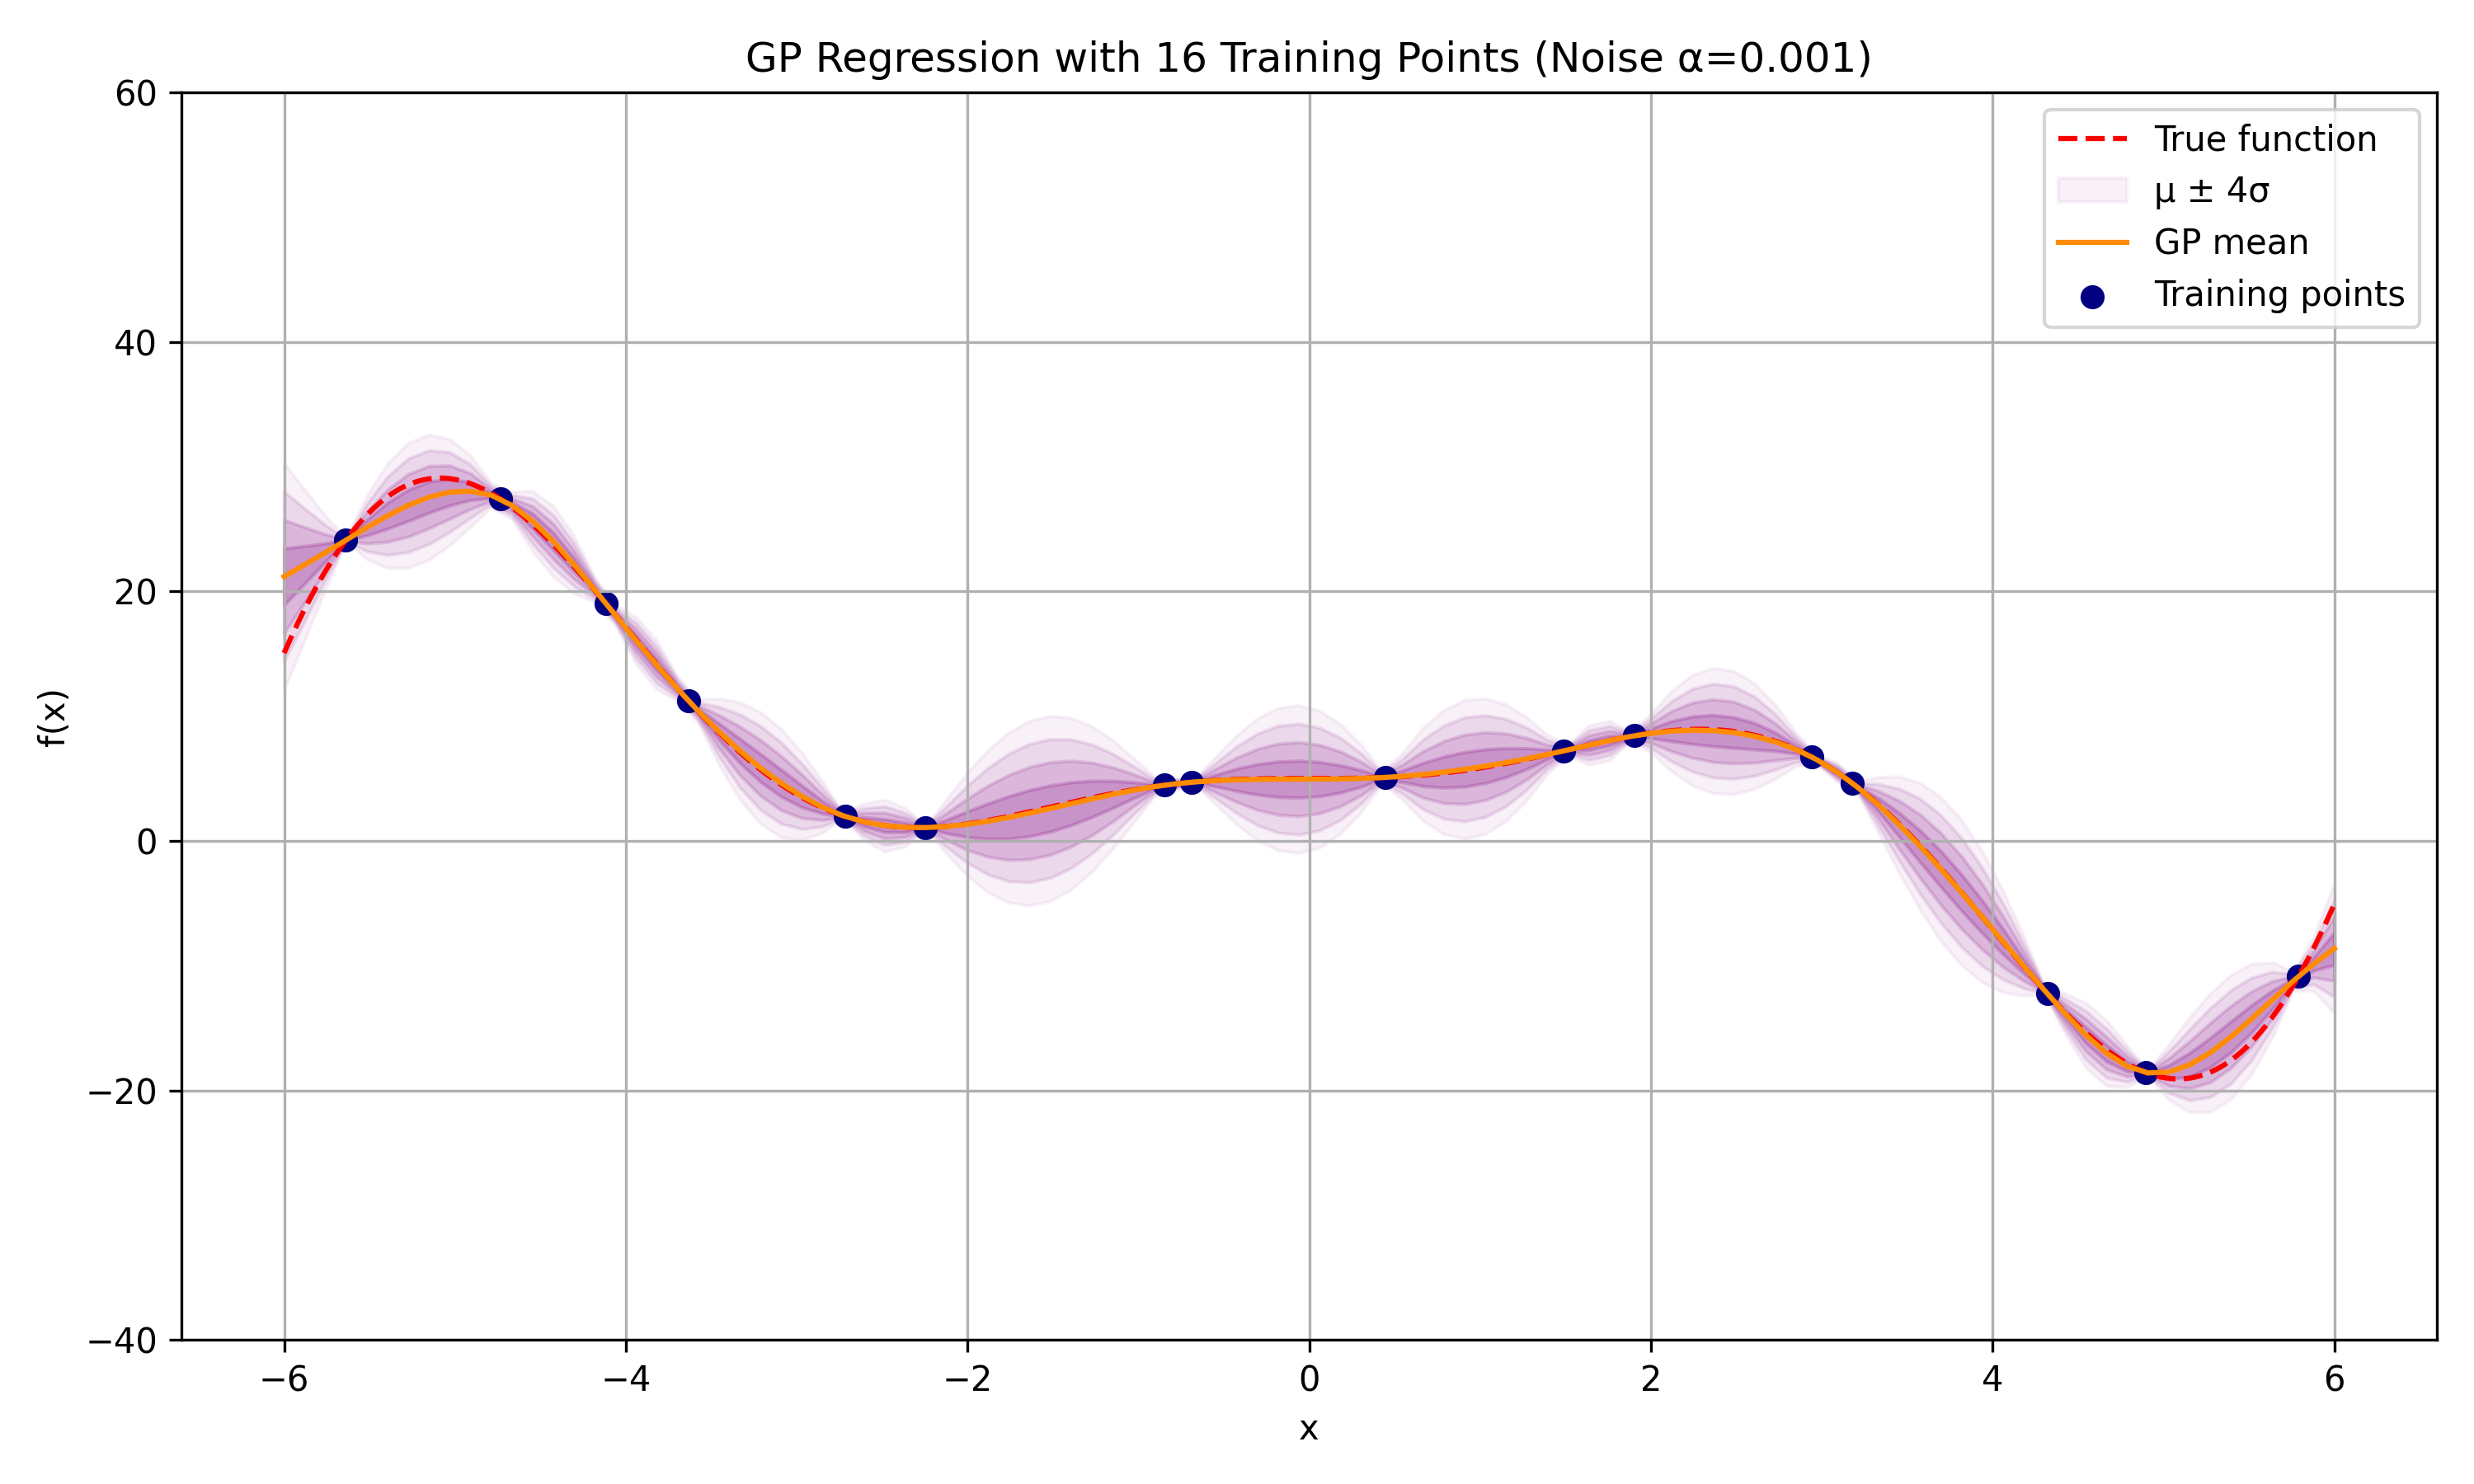 GP Regression with 16 Training Points (Noise α=0.001)
60
40
20
0
−20
−40
f(x)
True function
μ ± 4σ
GP mean
Training points
−6
−4
−2
0
2
4
6
x